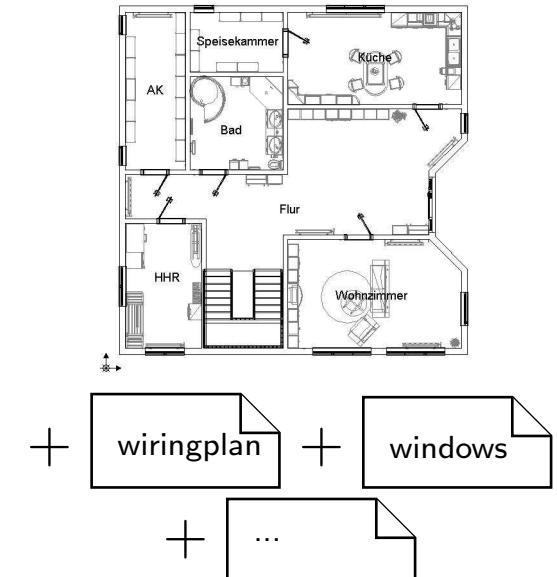 Speisekammer
Küche
AK
Bad
Flur
HHR
Wohnzimmer
wiringplan
windows
...